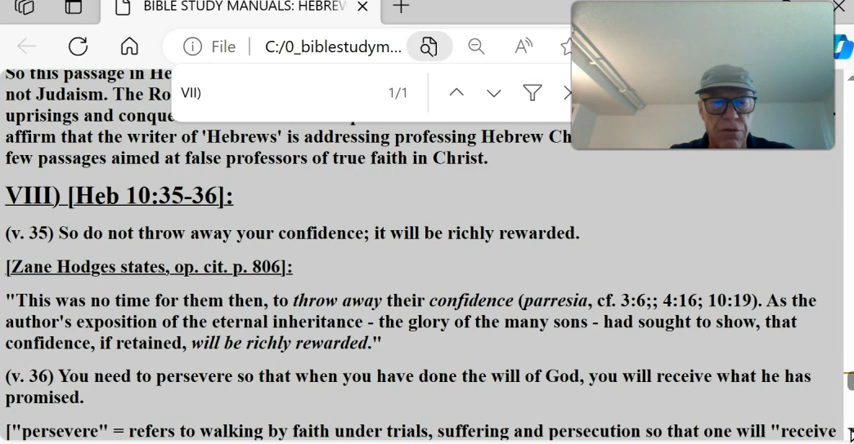 BIBLE STUDY MANUALS: HEBREW
File C:/0_biblestudym...
So this passage in He
VII) 1/1
not Judaism. The Ro
uprisings and conque
affirm that the writer of 'Hebrews' is addressing professing Hebrew Ch
few passages aimed at false professors of true faith in Christ.
VIII) [Heb 10:35-36]:
(v. 35) So do not throw away your confidence; it will be richly rewarded.
[Zane Hodges states, op. cit. p. 806]:
"This was no time for them then, to throw away their confidence (parresia, cf. 3:6;; 4:16; 10:19). As the
author's exposition of the eternal inheritance - the glory of the many sons - had sought to show, that
confidence, if retained, will be richly rewarded."
(v. 36) You need to persevere so that when you have done the will of God, you will receive what he has
promised.
["persevere" = refers to walking by faith under trials, suffering and persecution so that one will "receive